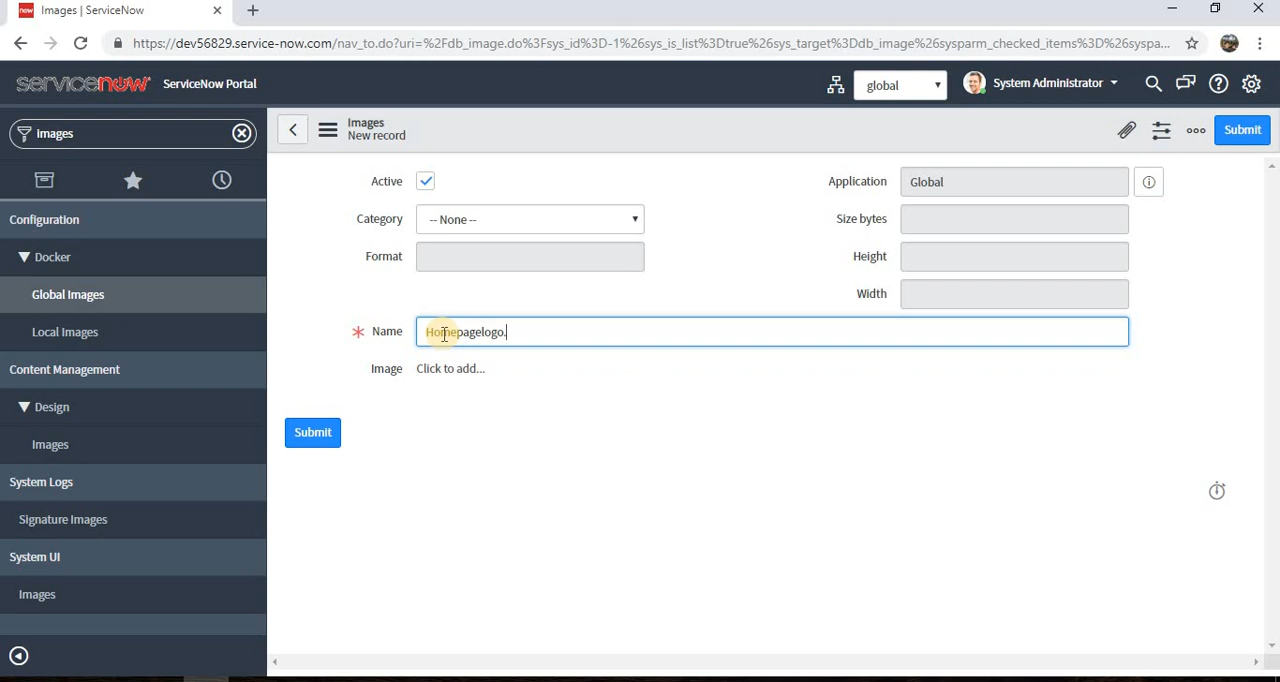 now Images | ServiceNow
https://dev56829.service-now.com/nav_to.do?uri=%2Fdb_image.do%3Fsys_id%3D-1%26sys_is_list%3Dtrue%26sys_target%3Ddb_image%26sysparm_checked_items%3D%26syspa...
servicenow ServiceNow Portal
global
System Administrator
Images
Images
New record
Submit
Active
Application
Global
Category
-- None --
Size bytes
Format
Height
Width
Name
Homepagelogo.
Image
Click to add...
Submit
Configuration
Docker
Global Images
Local Images
Content Management
Design
Images
System Logs
Signature Images
System UI
Images